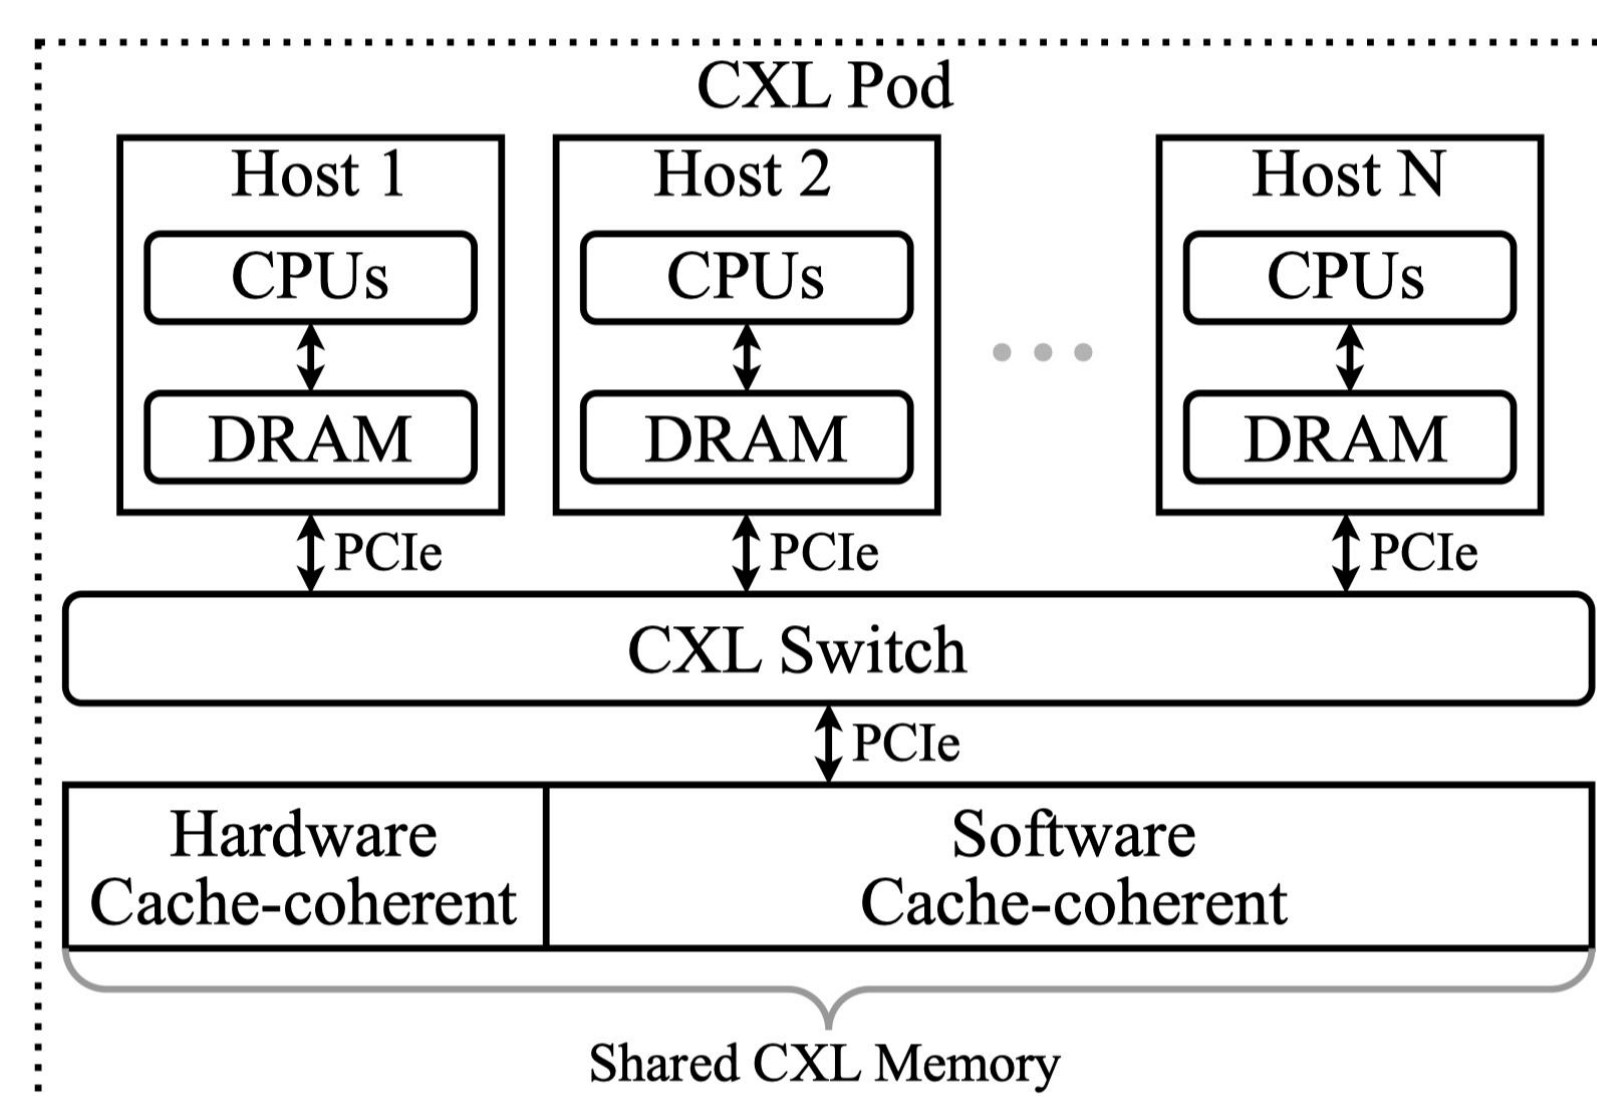 CXL Pod
Host 1
CPUs
DRAM
Host 2
CPUs
DRAM
Host N
CPUs
DRAM
PCIe
PCIe
PCIe
CXL Switch
PCIe
Hardware
Cache-coherent
Software
Cache-coherent
Shared CXL Memory